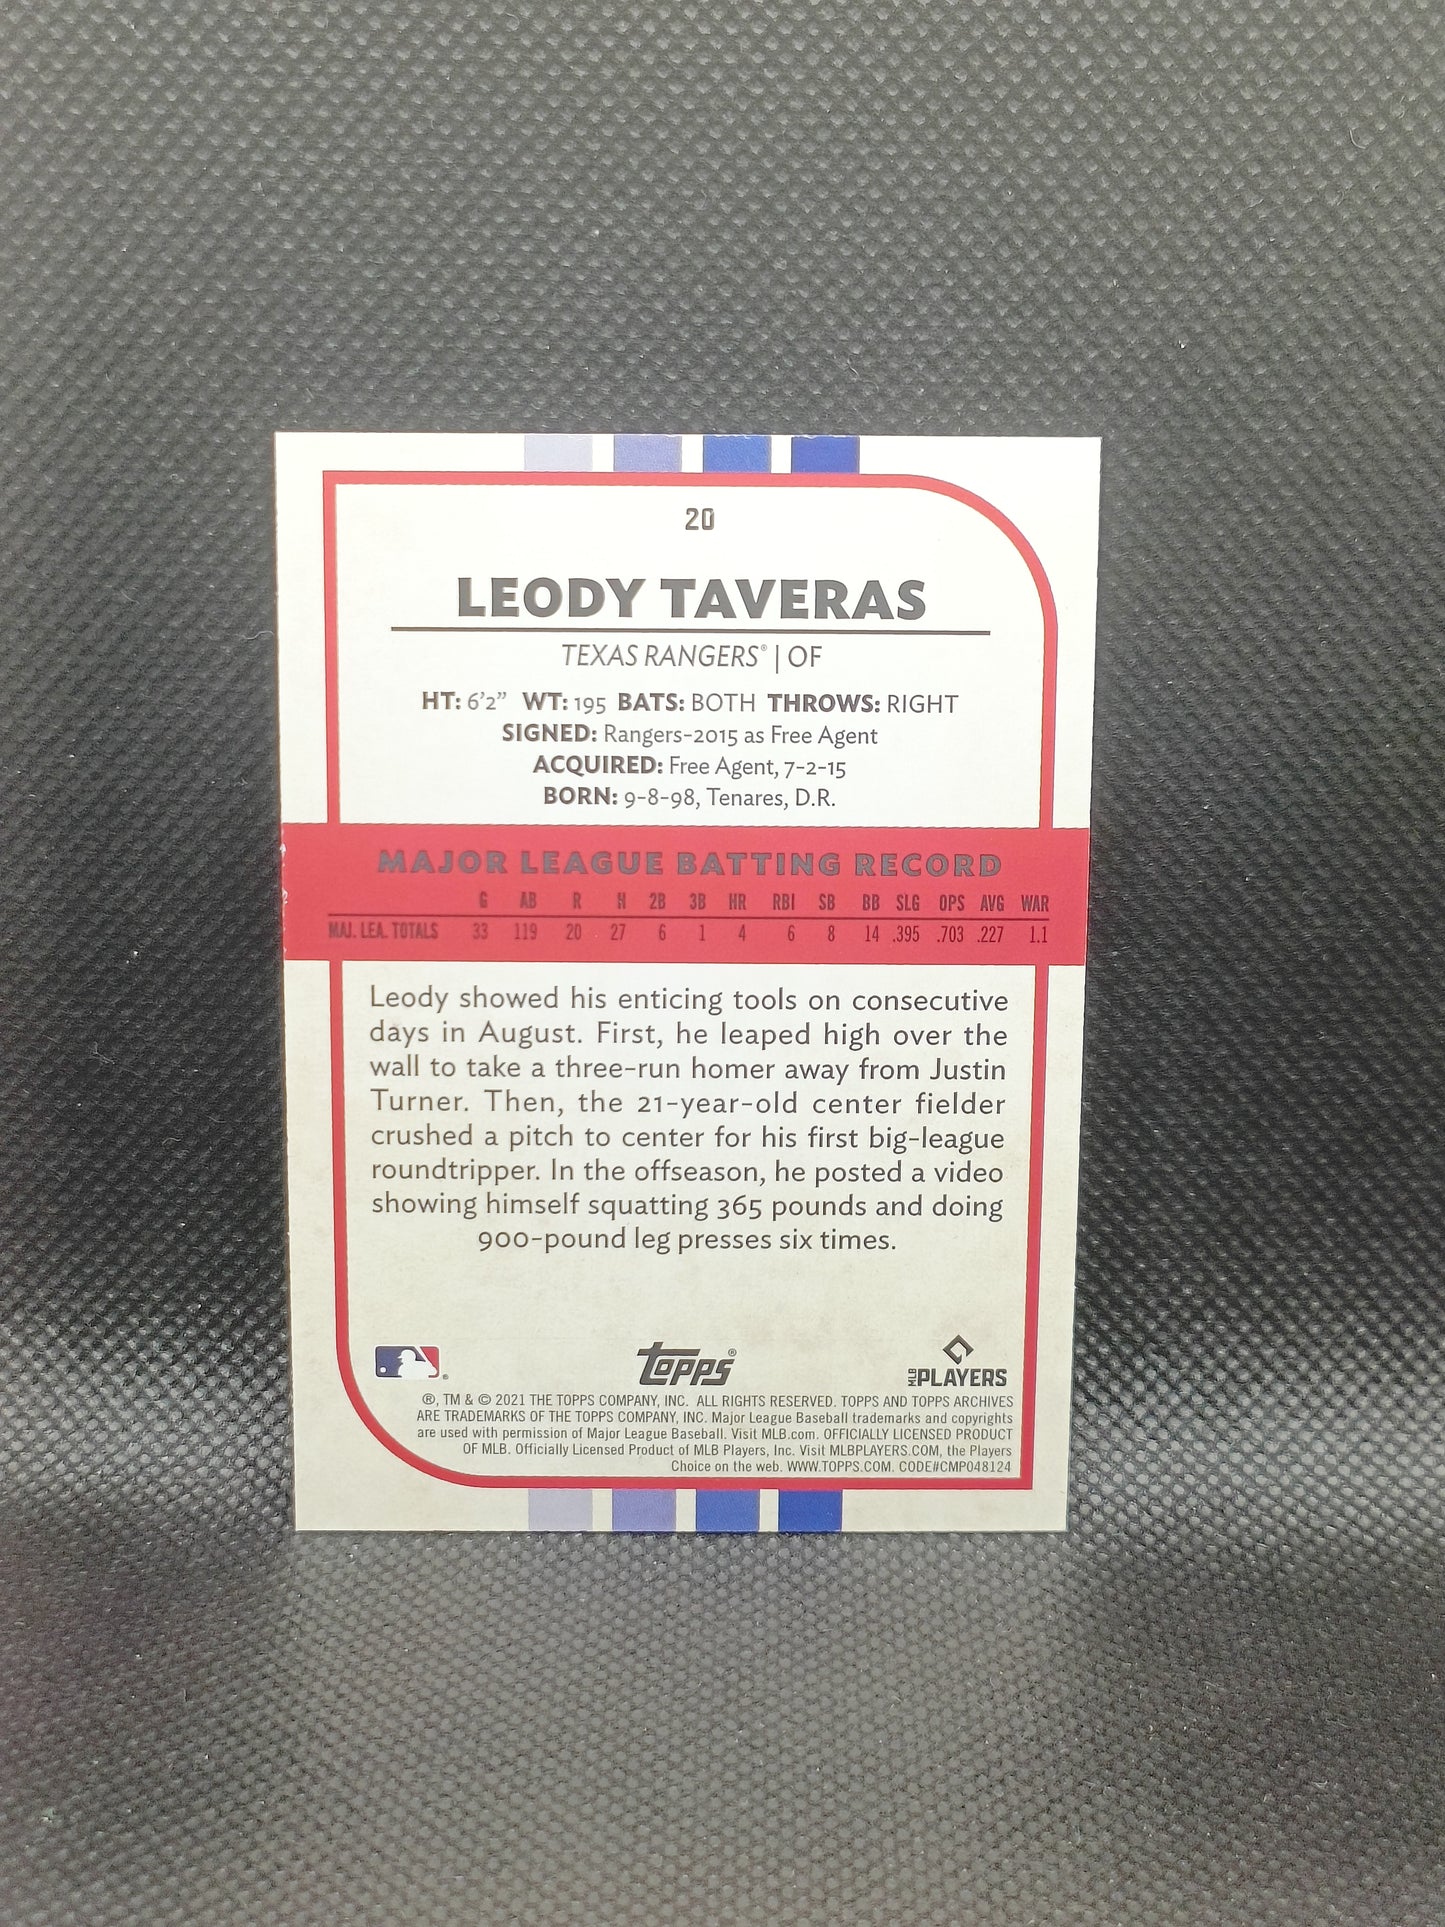 20
LEODY TAVERAS
TEXAS RANGERS® | OF
HT: 6'2" WT: 195 BATS: BOTH THROWS: RIGHT
SIGNED: Rangers-2015 as Free Agent
ACQUIRED: Free Agent, 7-2-15
BORN: 9-8-98, Tenares, D.R.
MAJOR LEAGUE BATTING RECORD
G AB R H 2B 3B HR RBI SB BB SLG OPS AVG WAR
MAJ. LEA. TOTALS 33 119 20 27 6 1 4 6 8 14 .395 .703 .227 1.1
Leody showed his enticing tools on consecutive
days in August. First, he leaped high over the
wall to take a three-run homer away from Justin
Turner. Then, the 21-year-old center fielder
crushed a pitch to center for his first big-league
roundtripper. In the offseason, he posted a video
showing himself squatting 365 pounds and doing
900-pound leg presses six times.
® topps® MLB PLAYERS
®, TM & © 2021 THE TOPPS COMPANY, INC. ALL RIGHTS RESERVED. TOPPS AND TOPPS ARCHIVES
ARE TRADEMARKS OF THE TOPPS COMPANY, INC. Major League Baseball trademarks and copyrights
are used with permission of Major League Baseball. Visit MLB.com. OFFICIALLY LICENSED PRODUCT
OF MLB. Officially Licensed Product of MLB Players, Inc. Visit MLBPLAYERS.COM, the Players
Choice on the web. WWW.TOPPS.COM. CODE#CMP048124